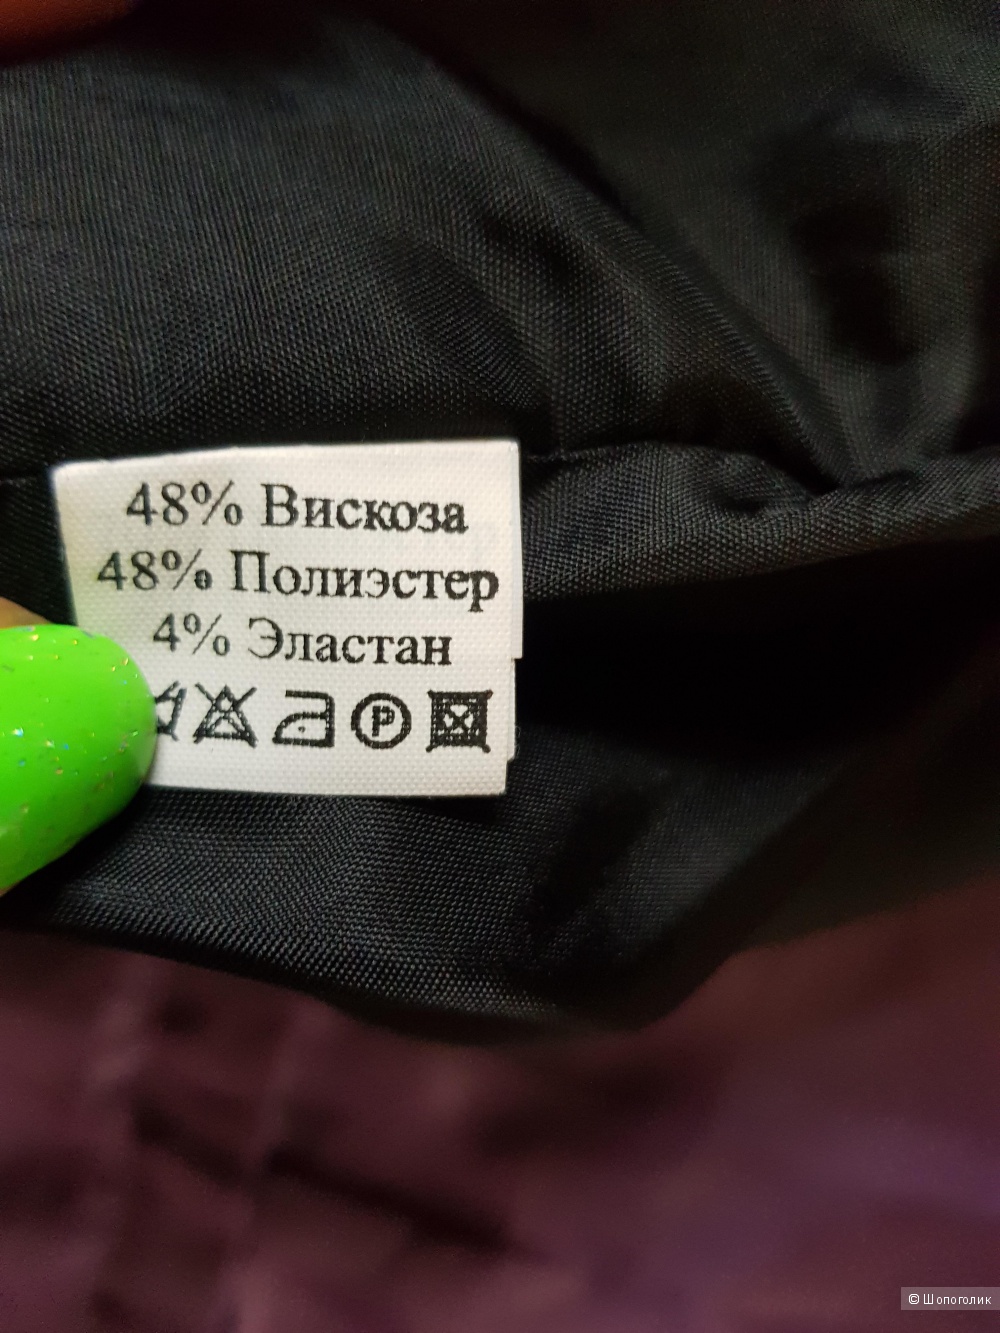 48% Вискоза
48% Полиэстер
4% Эластан
P
© Шопоголик